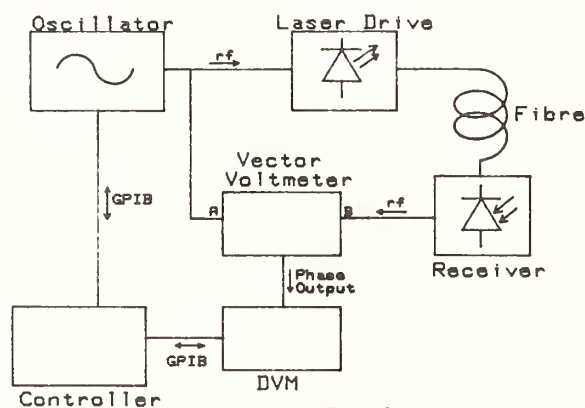 Oscillator
Laser Drive
rf
Fibre
Vector
Voltmeter
GPIB
A
B
rf
Receiver
Phase
Output
GPIB
DVM
Controller